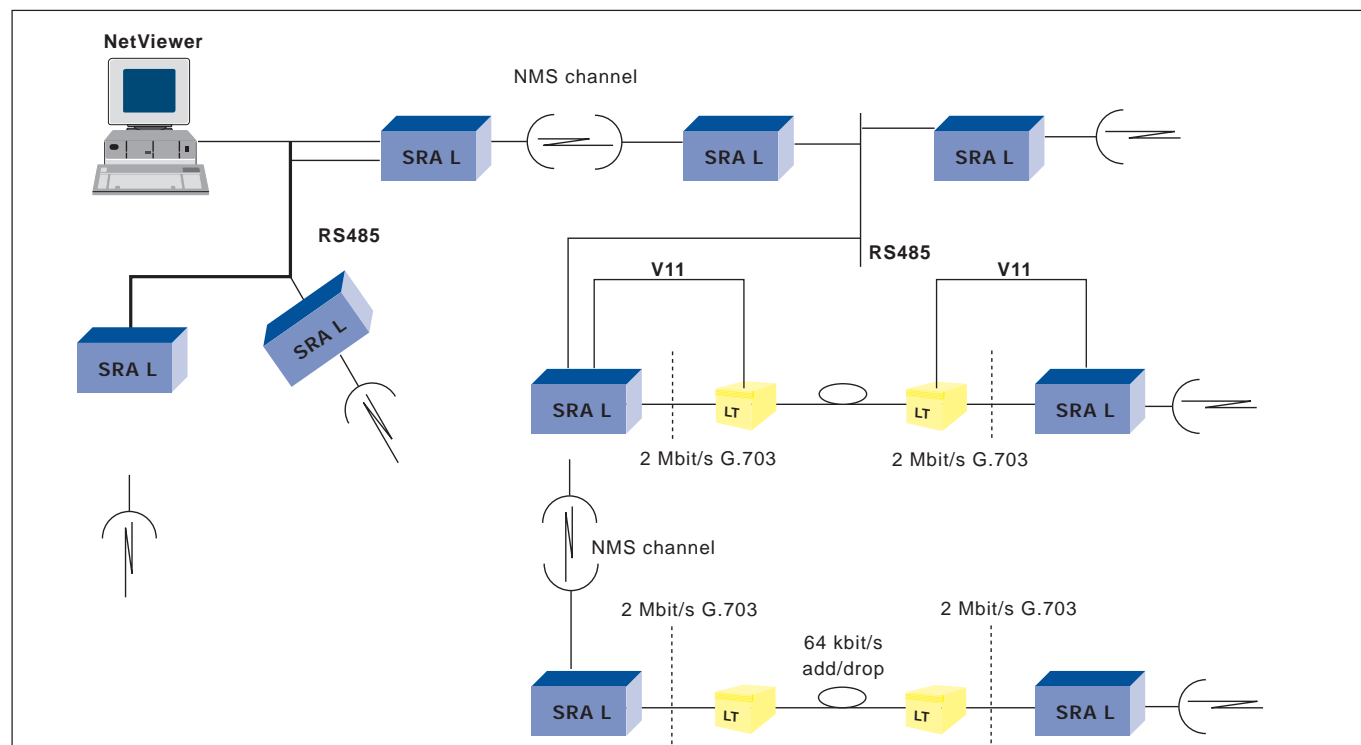 NetViewer
NMS channel
SRA L
SRA L
SRA L
RS485
RS485
V11
V11
SRA L
SRA L
SRA L
LT
LT
SRA L
2 Mbit/s G.703
2 Mbit/s G.703
NMS channel
2 Mbit/s G.703
2 Mbit/s G.703
64 kbit/s
add/drop
SRA L
LT
LT
SRA L